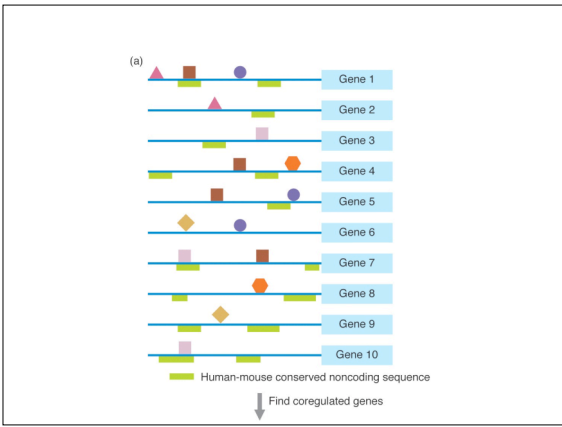 (a)
Gene 1
Gene 2
Gene 3
Gene 4
Gene 5
Gene 6
Gene 7
Gene 8
Gene 9
Gene 10
Human-mouse conserved noncoding sequence
Find coregulated genes